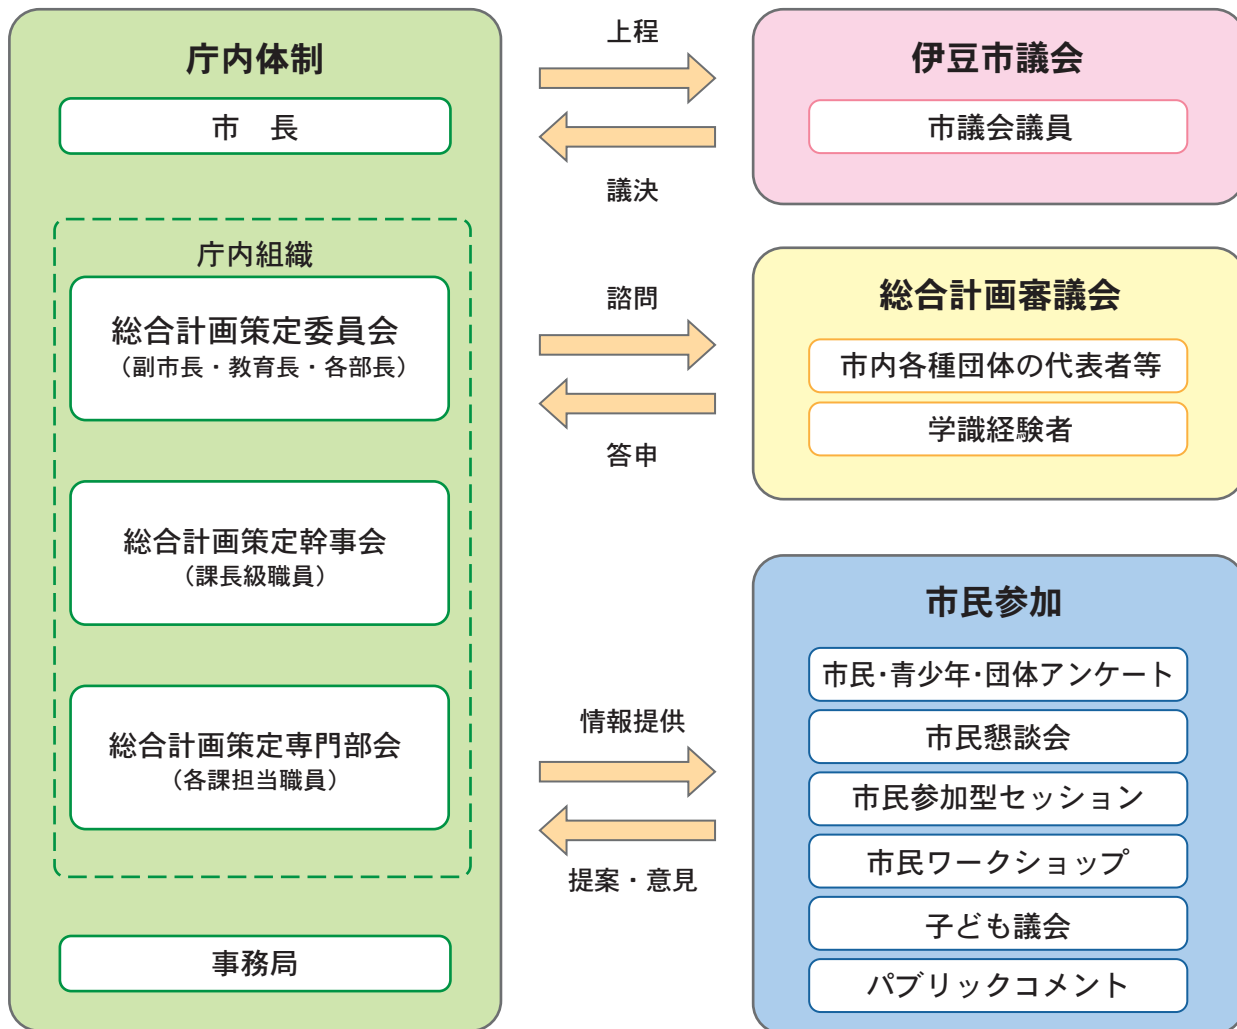 庁内体制
市　長
庁内組織
総合計画策定委員会
（副市長・教育長・各部長）
総合計画策定幹事会
（課長級職員）
総合計画策定専門部会
（各課担当職員）
事務局
上程
議決
諮問
答申
情報提供
提案・意見
伊豆市議会
市議会議員
総合計画審議会
市内各種団体の代表者等
学識経験者
市民参加
市民･青少年･団体アンケート
市民懇談会
市民参加型セッション
市民ワークショップ
子ども議会
パブリックコメント